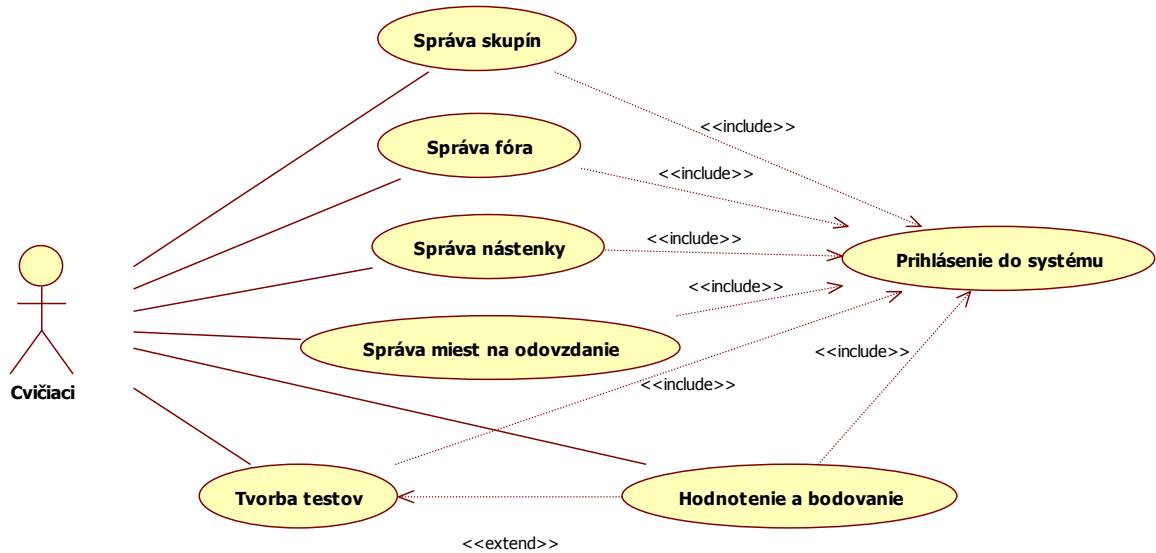 Správa skupín
<<include>>
Správa fóra
<<include>>
Správa nástenky
<<include>>
Prihlásenie do systému
<<include>>
Správa miest na odovzdanie
<<include>>
<<include>>
Cvičiaci
Tvorba testov
Hodnotenie a bodovanie
<<extend>>